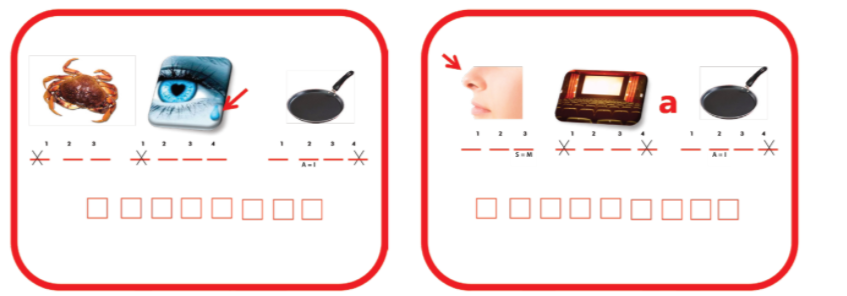 1 2 3 1 2 3 4 1 2 3 4
A = I
a
1 2 3 1 2 3 4 1 2 3 4
S = M A = I